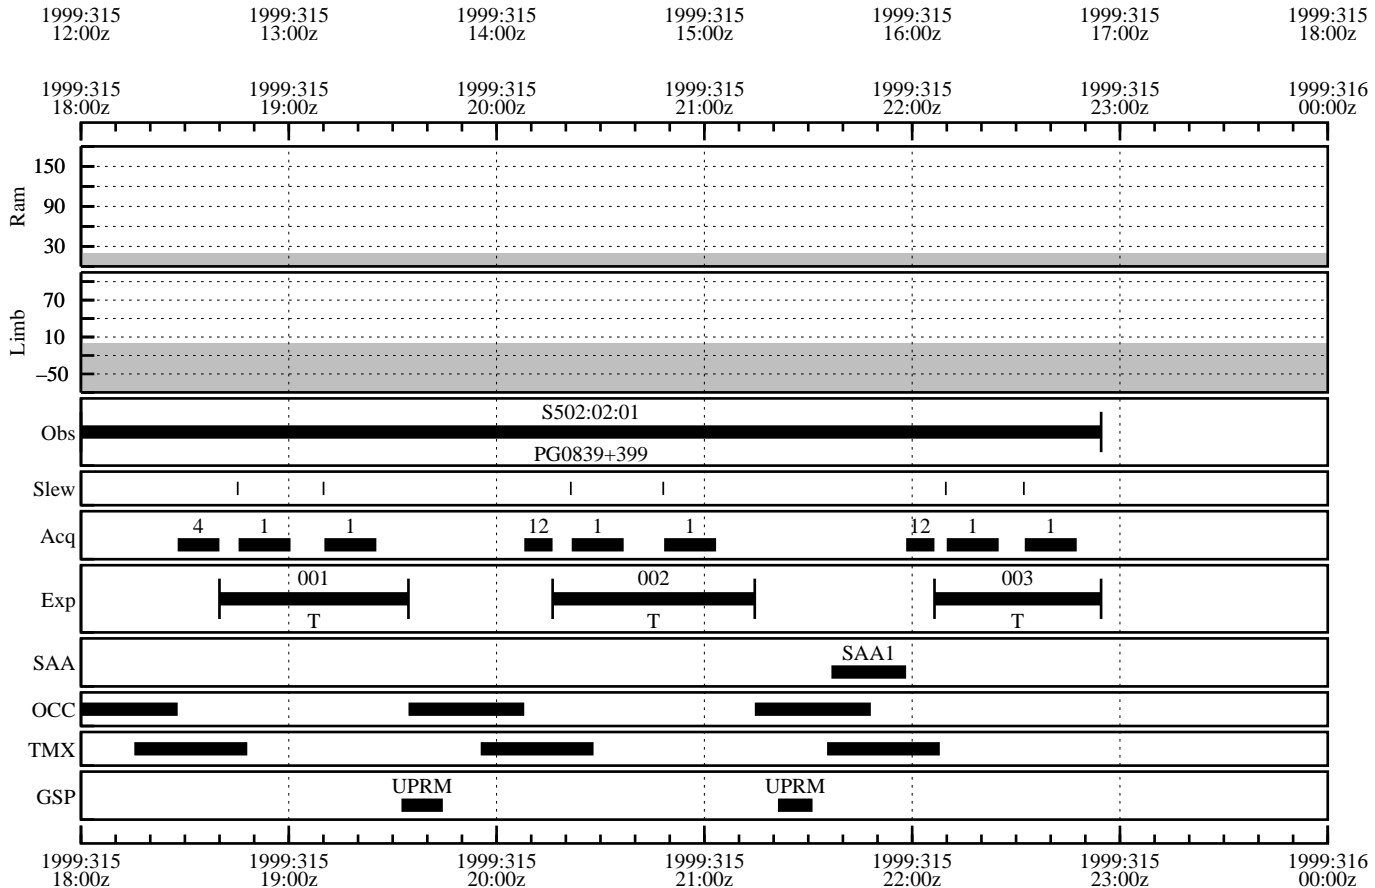 1999:315 1999:315 1999:315 1999:315 1999:315 1999:315 1999:315
12:00z 13:00z 14:00z 15:00z 16:00z 17:00z 18:00z
1999:315 1999:315 1999:315 1999:315 1999:315 1999:315 1999:316
18:00z 19:00z 20:00z 21:00z 22:00z 23:00z 00:00z
Ram
150
90
30
Limb
70
10
−50
Obs
S502:02:01
PG0839+399
Slew
Acq
4 1 1 12 1 1 12 1 1
Exp
001 002 003
T T T
SAA
SAA1
OCC
TMX
GSP
UPRM UPRM
1999:315 1999:315 1999:315 1999:315 1999:315 1999:315 1999:316
18:00z 19:00z 20:00z 21:00z 22:00z 23:00z 00:00z